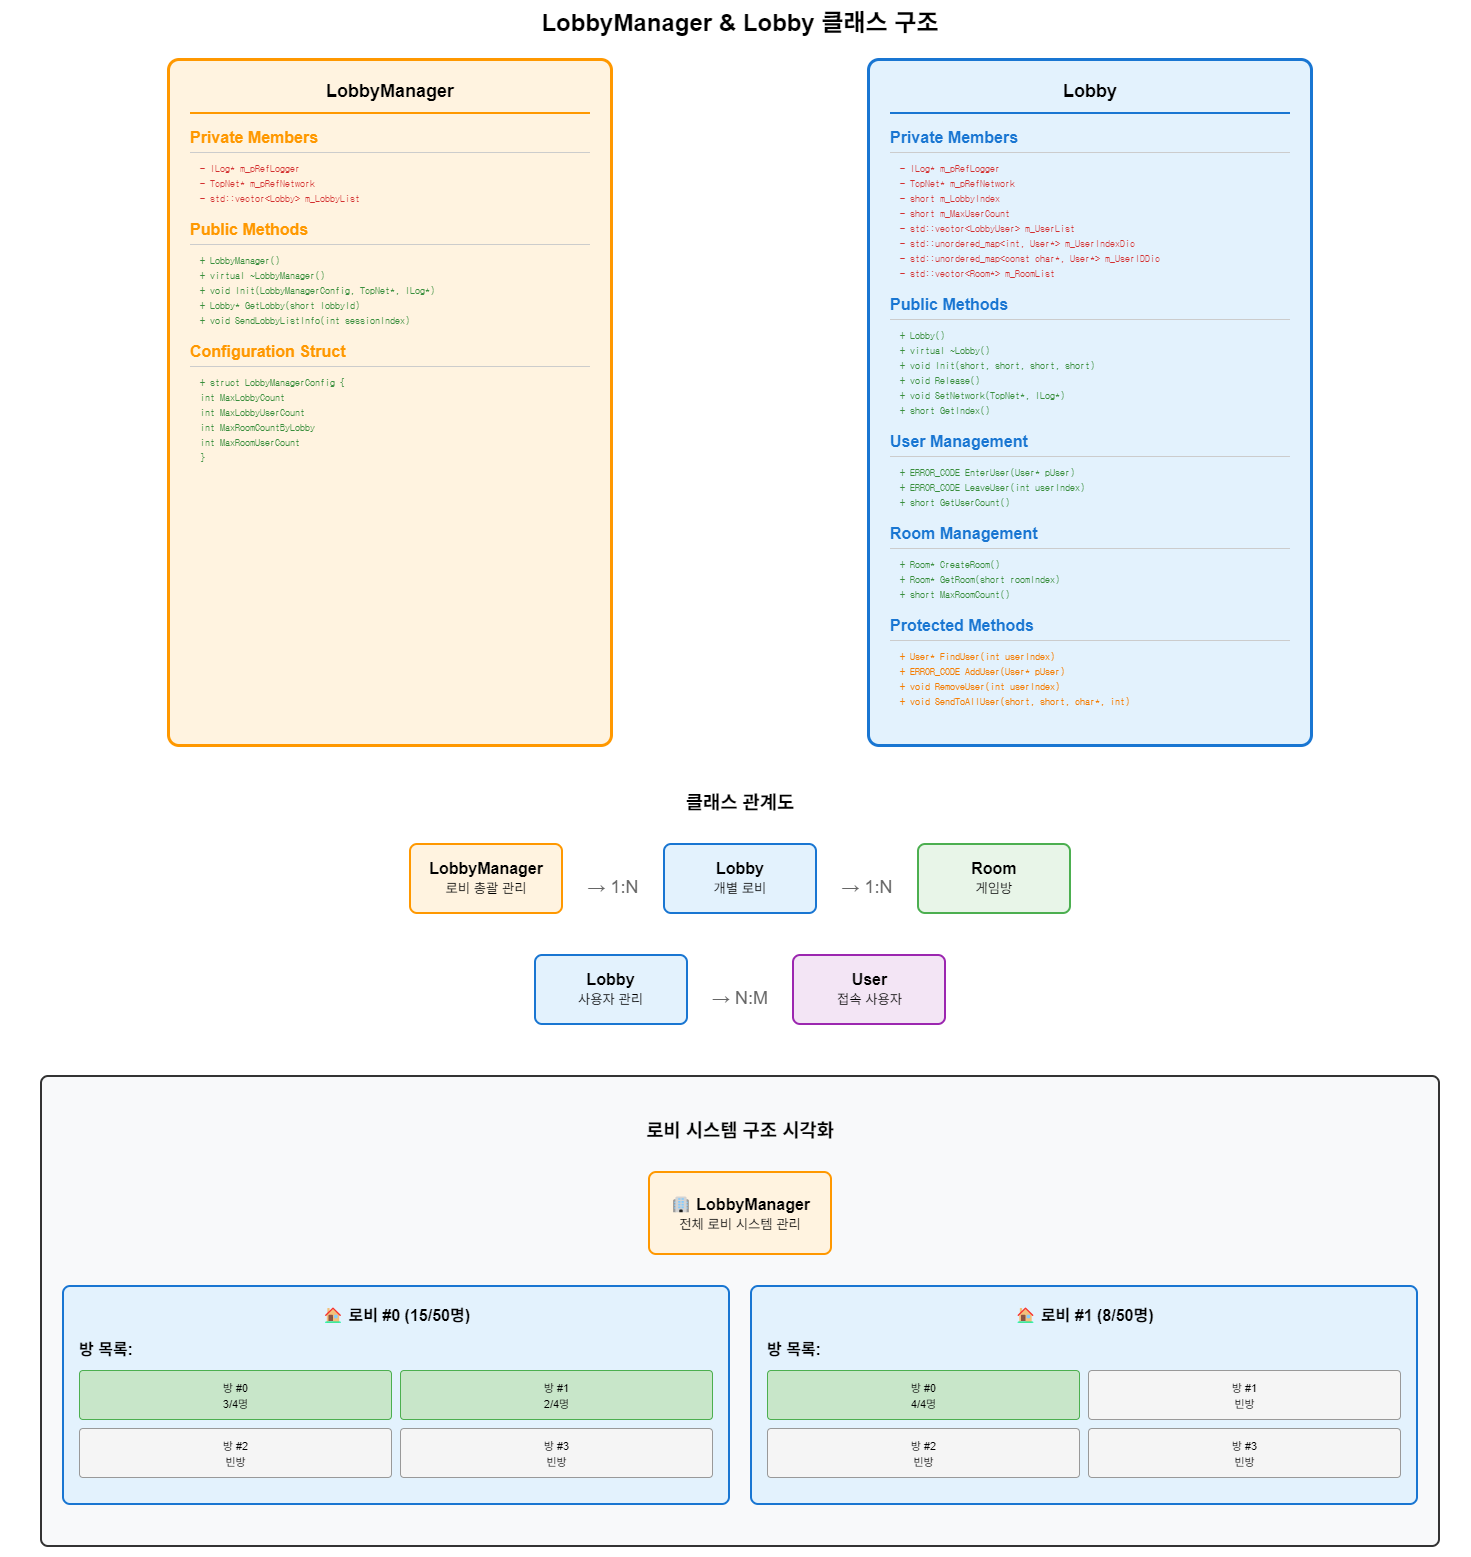 LobbyManager & Lobby 클래스 구조
LobbyManager
Private Members
- ILog* m_pRefLogger
- TopNet* m_pRefNetwork
- std::vector<Lobby> m_LobbyList
Public Methods
+ LobbyManager()
+ virtual ~LobbyManager()
+ void Init(LobbyManagerConfig, TopNet*, ILog*)
+ Lobby* GetLobby(short lobbyId)
+ void SendLobbyListInfo(int sessionIndex)
Configuration Struct
+ struct LobbyManagerConfig {
int MaxLobbyCount
int MaxLobbyUserCount
int MaxRoomCountByLobby
int MaxRoomUserCount
}
Lobby
Private Members
- ILog* m_pRefLogger
- TopNet* m_pRefNetwork
- short m_LobbyIndex
- short m_MaxUserCount
- std::vector<LobbyUser> m_UserList
- std::unordered_map<int, User*> m_UserIndexDic
- std::unordered_map<const char*, User*> m_UserIDDic
- std::vector<Room*> m_RoomList
Public Methods
+ Lobby()
+ virtual ~Lobby()
+ void Init(short, short, short, short)
+ void Release()
+ void SetNetwork(TopNet*, ILog*)
+ short GetIndex()
User Management
+ ERROR_CODE EnterUser(User* pUser)
+ ERROR_CODE LeaveUser(int userIndex)
+ short GetUserCount()
Room Management
+ Room* CreateRoom()
+ Room* GetRoom(short roomIndex)
+ short MaxRoomCount()
Protected Methods
+ User* FindUser(int userIndex)
+ ERROR_CODE AddUser(User* pUser)
+ void RemoveUser(int userIndex)
+ void SendToAllUser(short, short, char*, int)
클래스 관계도
LobbyManager
로비 총괄 관리
→ 1:N
Lobby
개별 로비
→ 1:N
Room
게임방
Lobby
사용자 관리
→ N:M
User
접속 사용자
로비 시스템 구조 시각화
🏢 LobbyManager
전체 로비 시스템 관리
🏠 로비 #0 (15/50명)
방 목록:
방 #0
3/4명
방 #1
2/4명
방 #2
빈방
방 #3
빈방
🏠 로비 #1 (8/50명)
방 목록:
방 #0
4/4명
방 #1
빈방
방 #2
빈방
방 #3
빈방